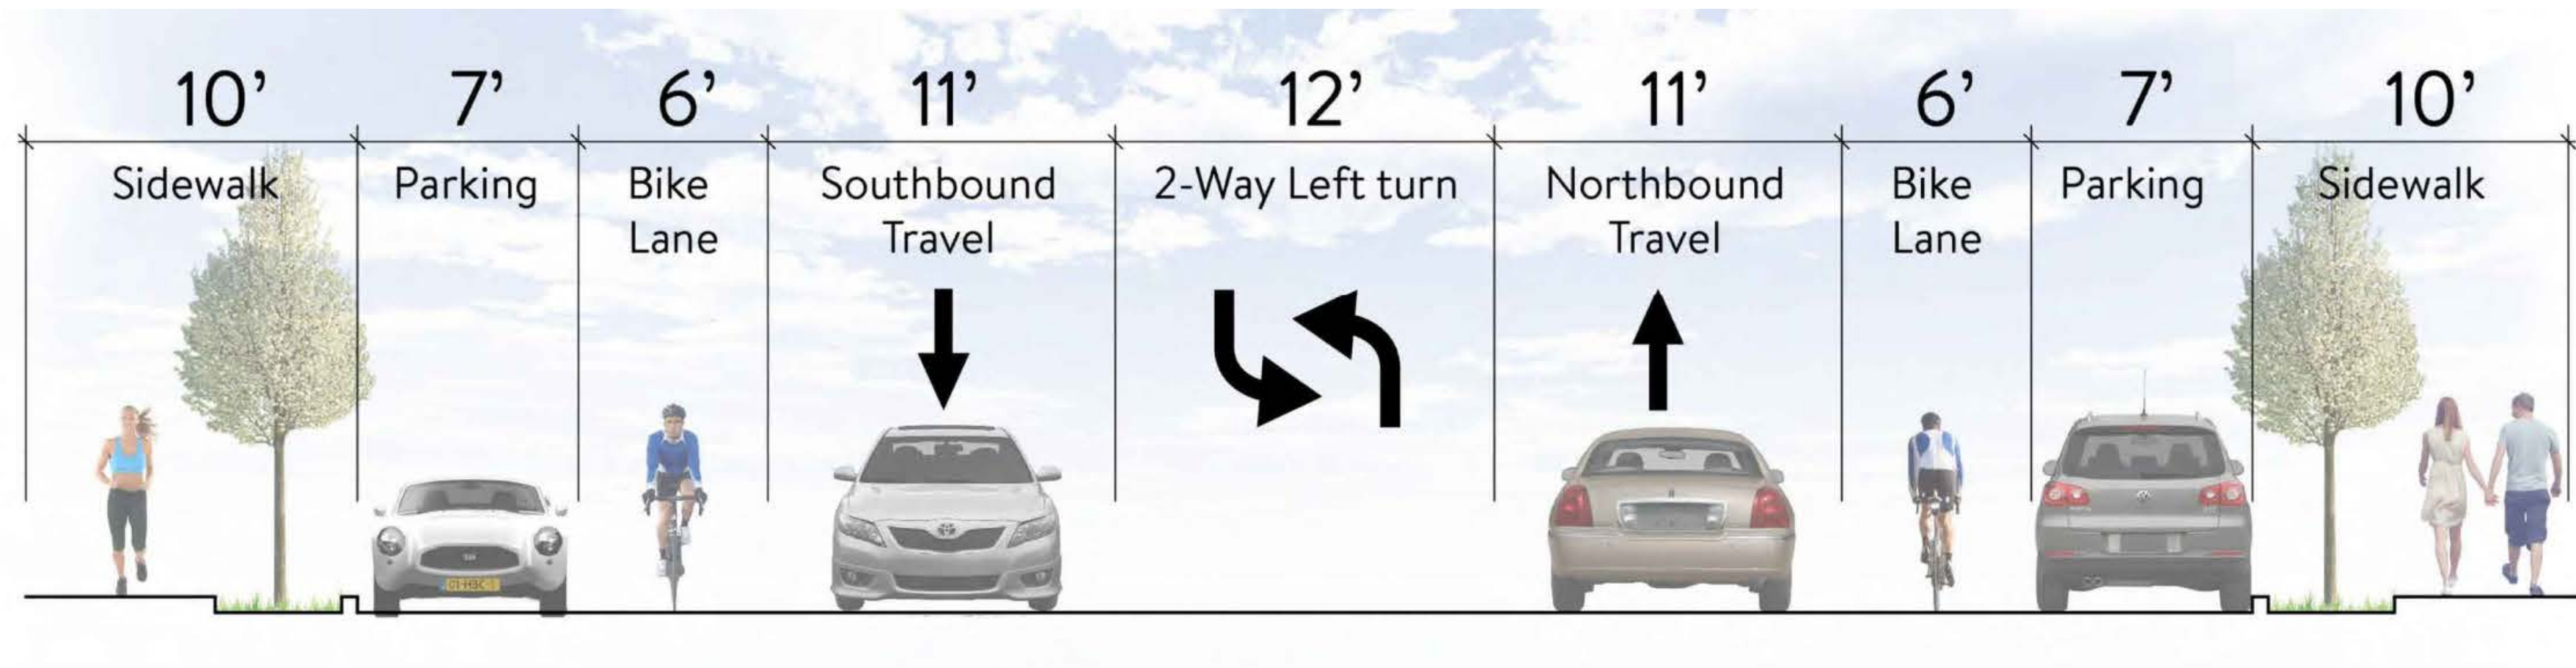 10’ 7’ 6’ 11’ 12’ 11’ 6’ 7’ 10’
Sidewalk Parking Bike Southbound 2-Way Left turn Northbound Bike Parking Sidewalk
Lane Travel Travel Lane